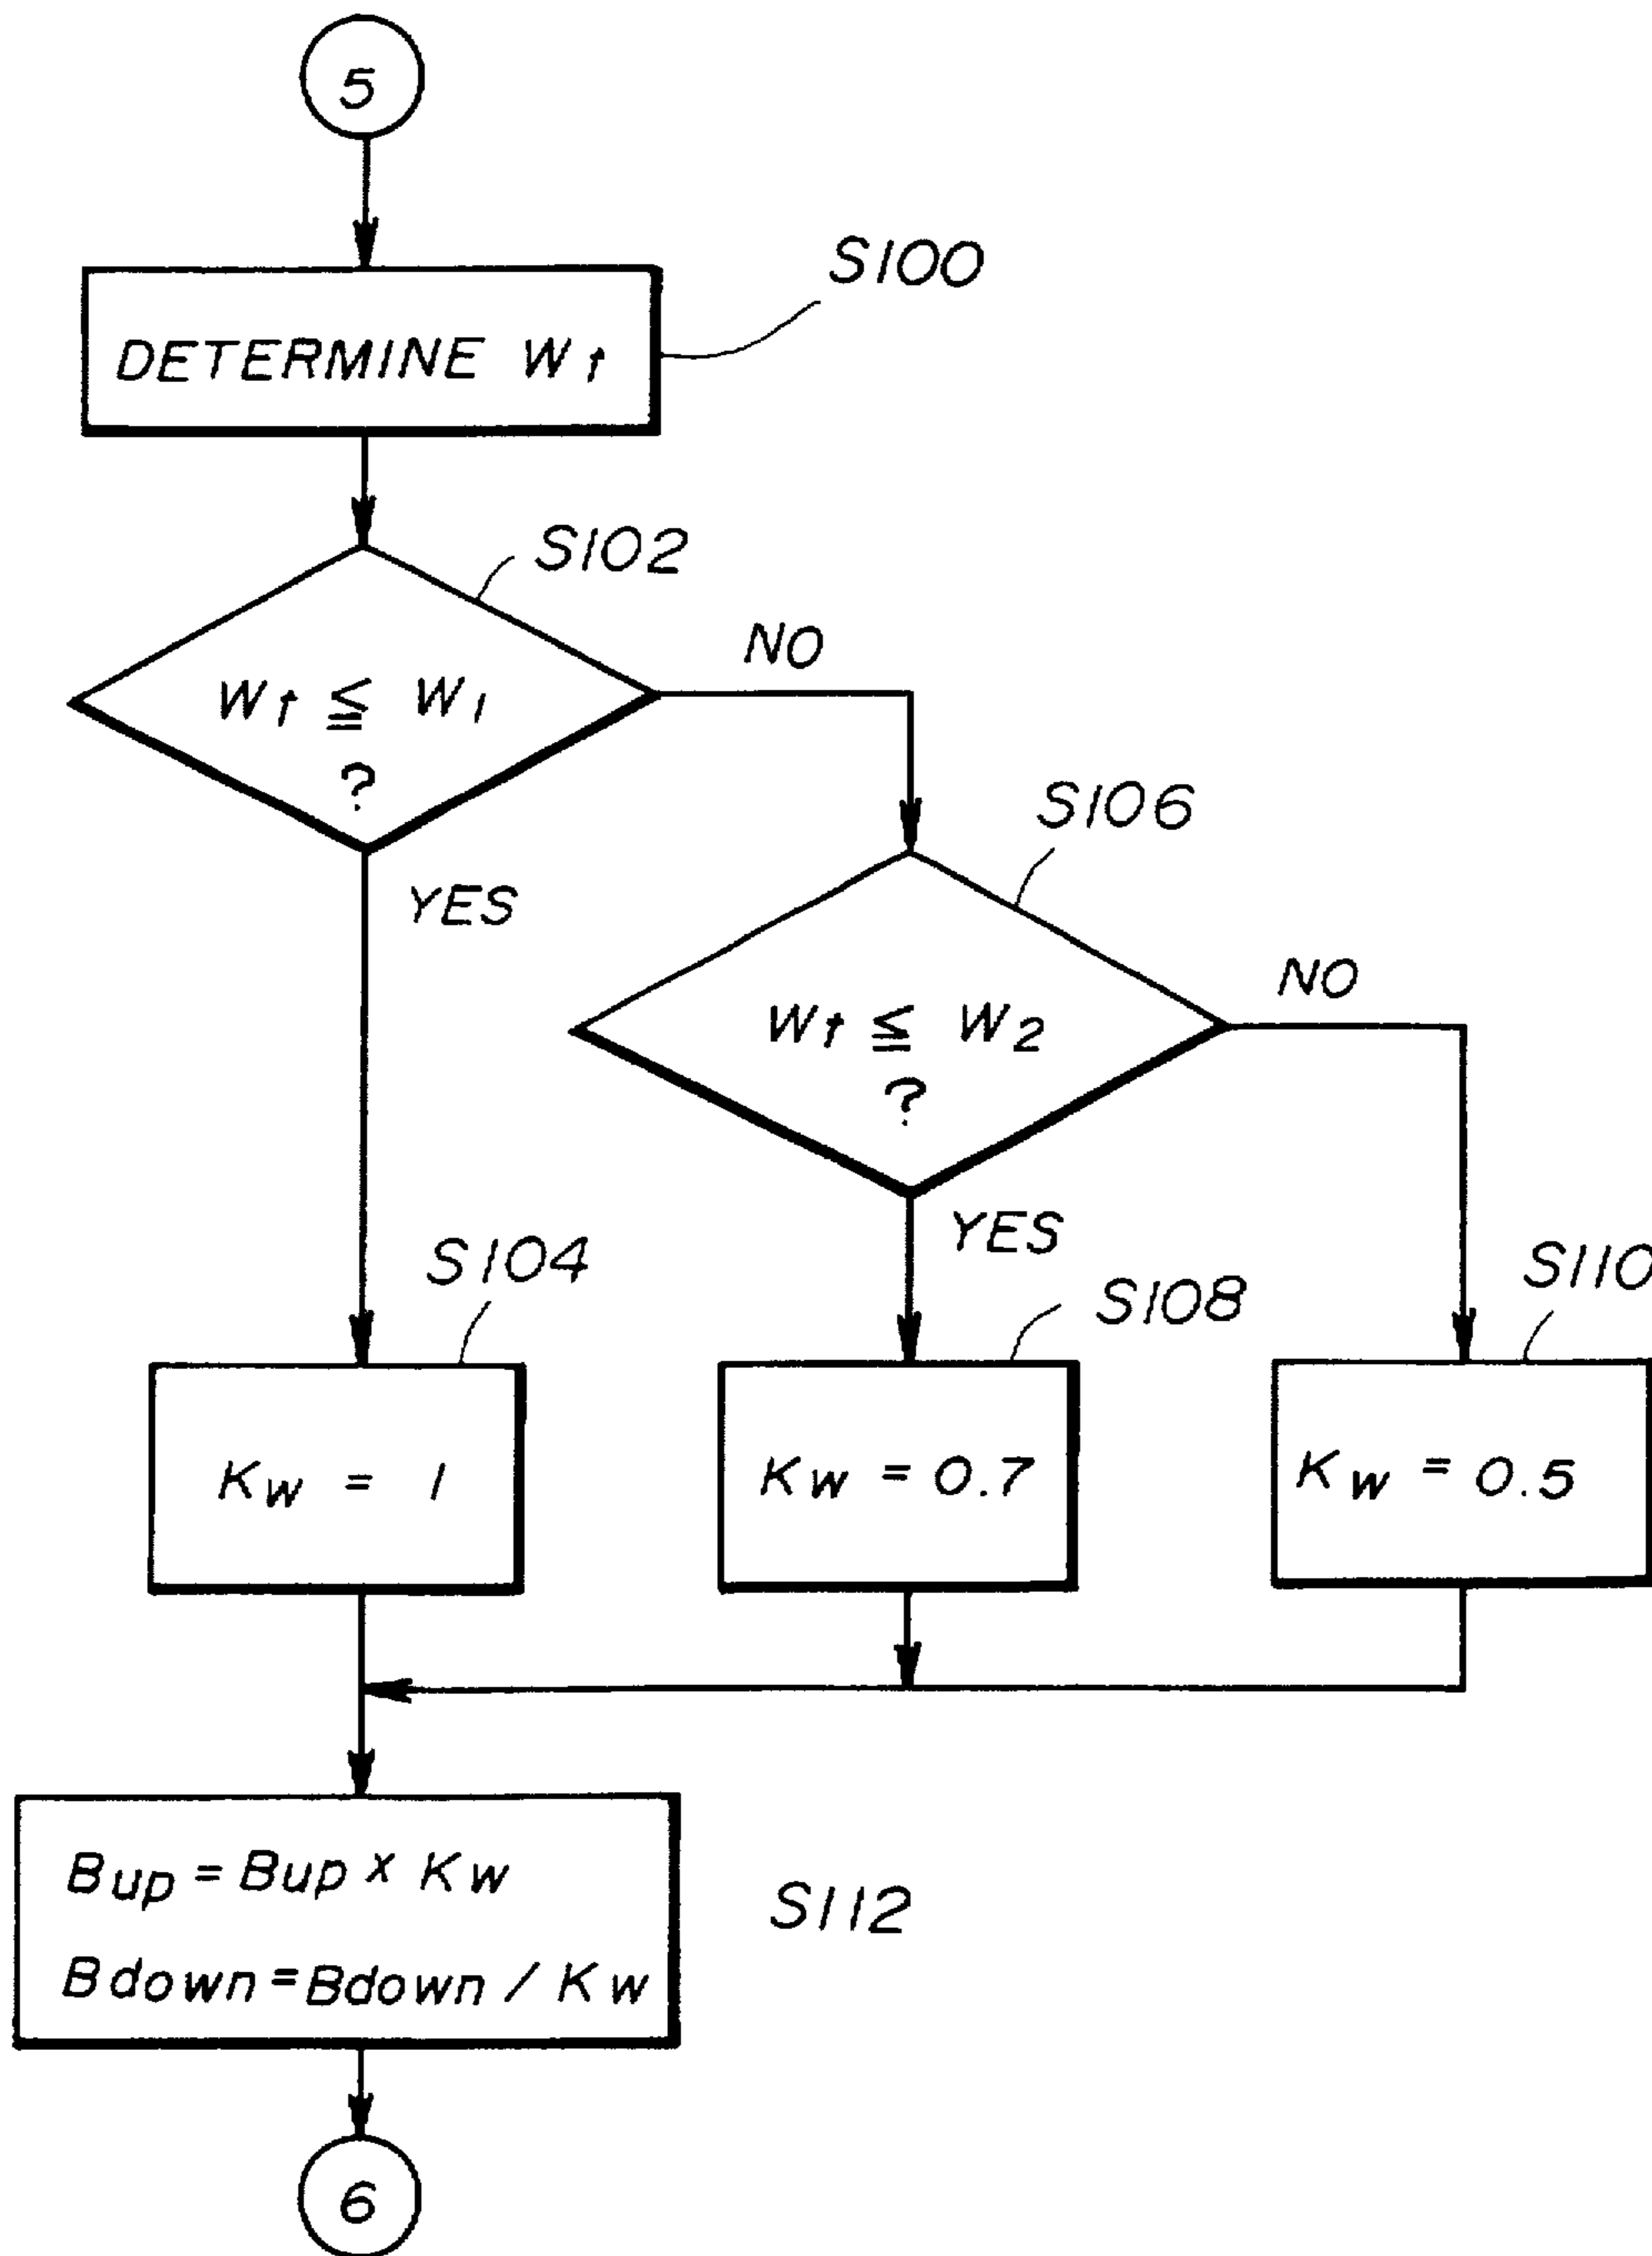 5
S100
DETERMINE Wt
S102
NO
Wt ≦ W1
?
S106
YES
NO
Wt ≦ W2
?
YES
S104
S108
S110
Kw = 1
Kw = 0.7
Kw = 0.5
Bup = Bup x Kw
S112
Bdown = Bdown / Kw
6